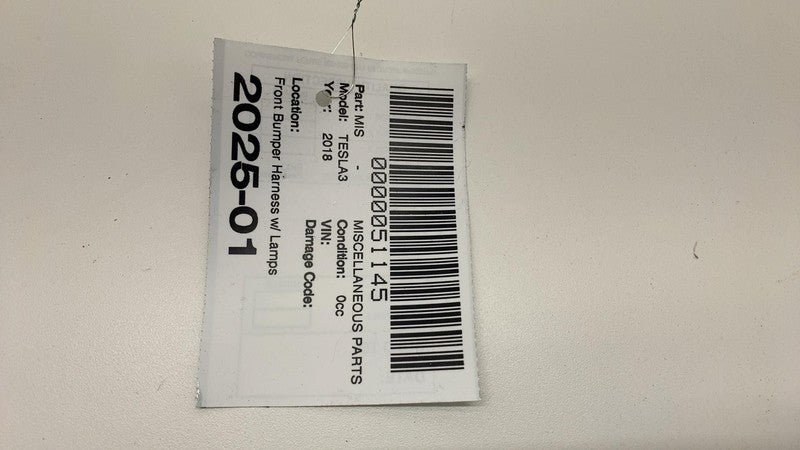 0000051145
Part: MIS - MISCELLANEOUS PARTS
Model: TESLA3 Condition: 0cc
Year: 2018 VIN:
Damage Code:
Location:
Front Bumper Harness w/ Lamps
2025-01